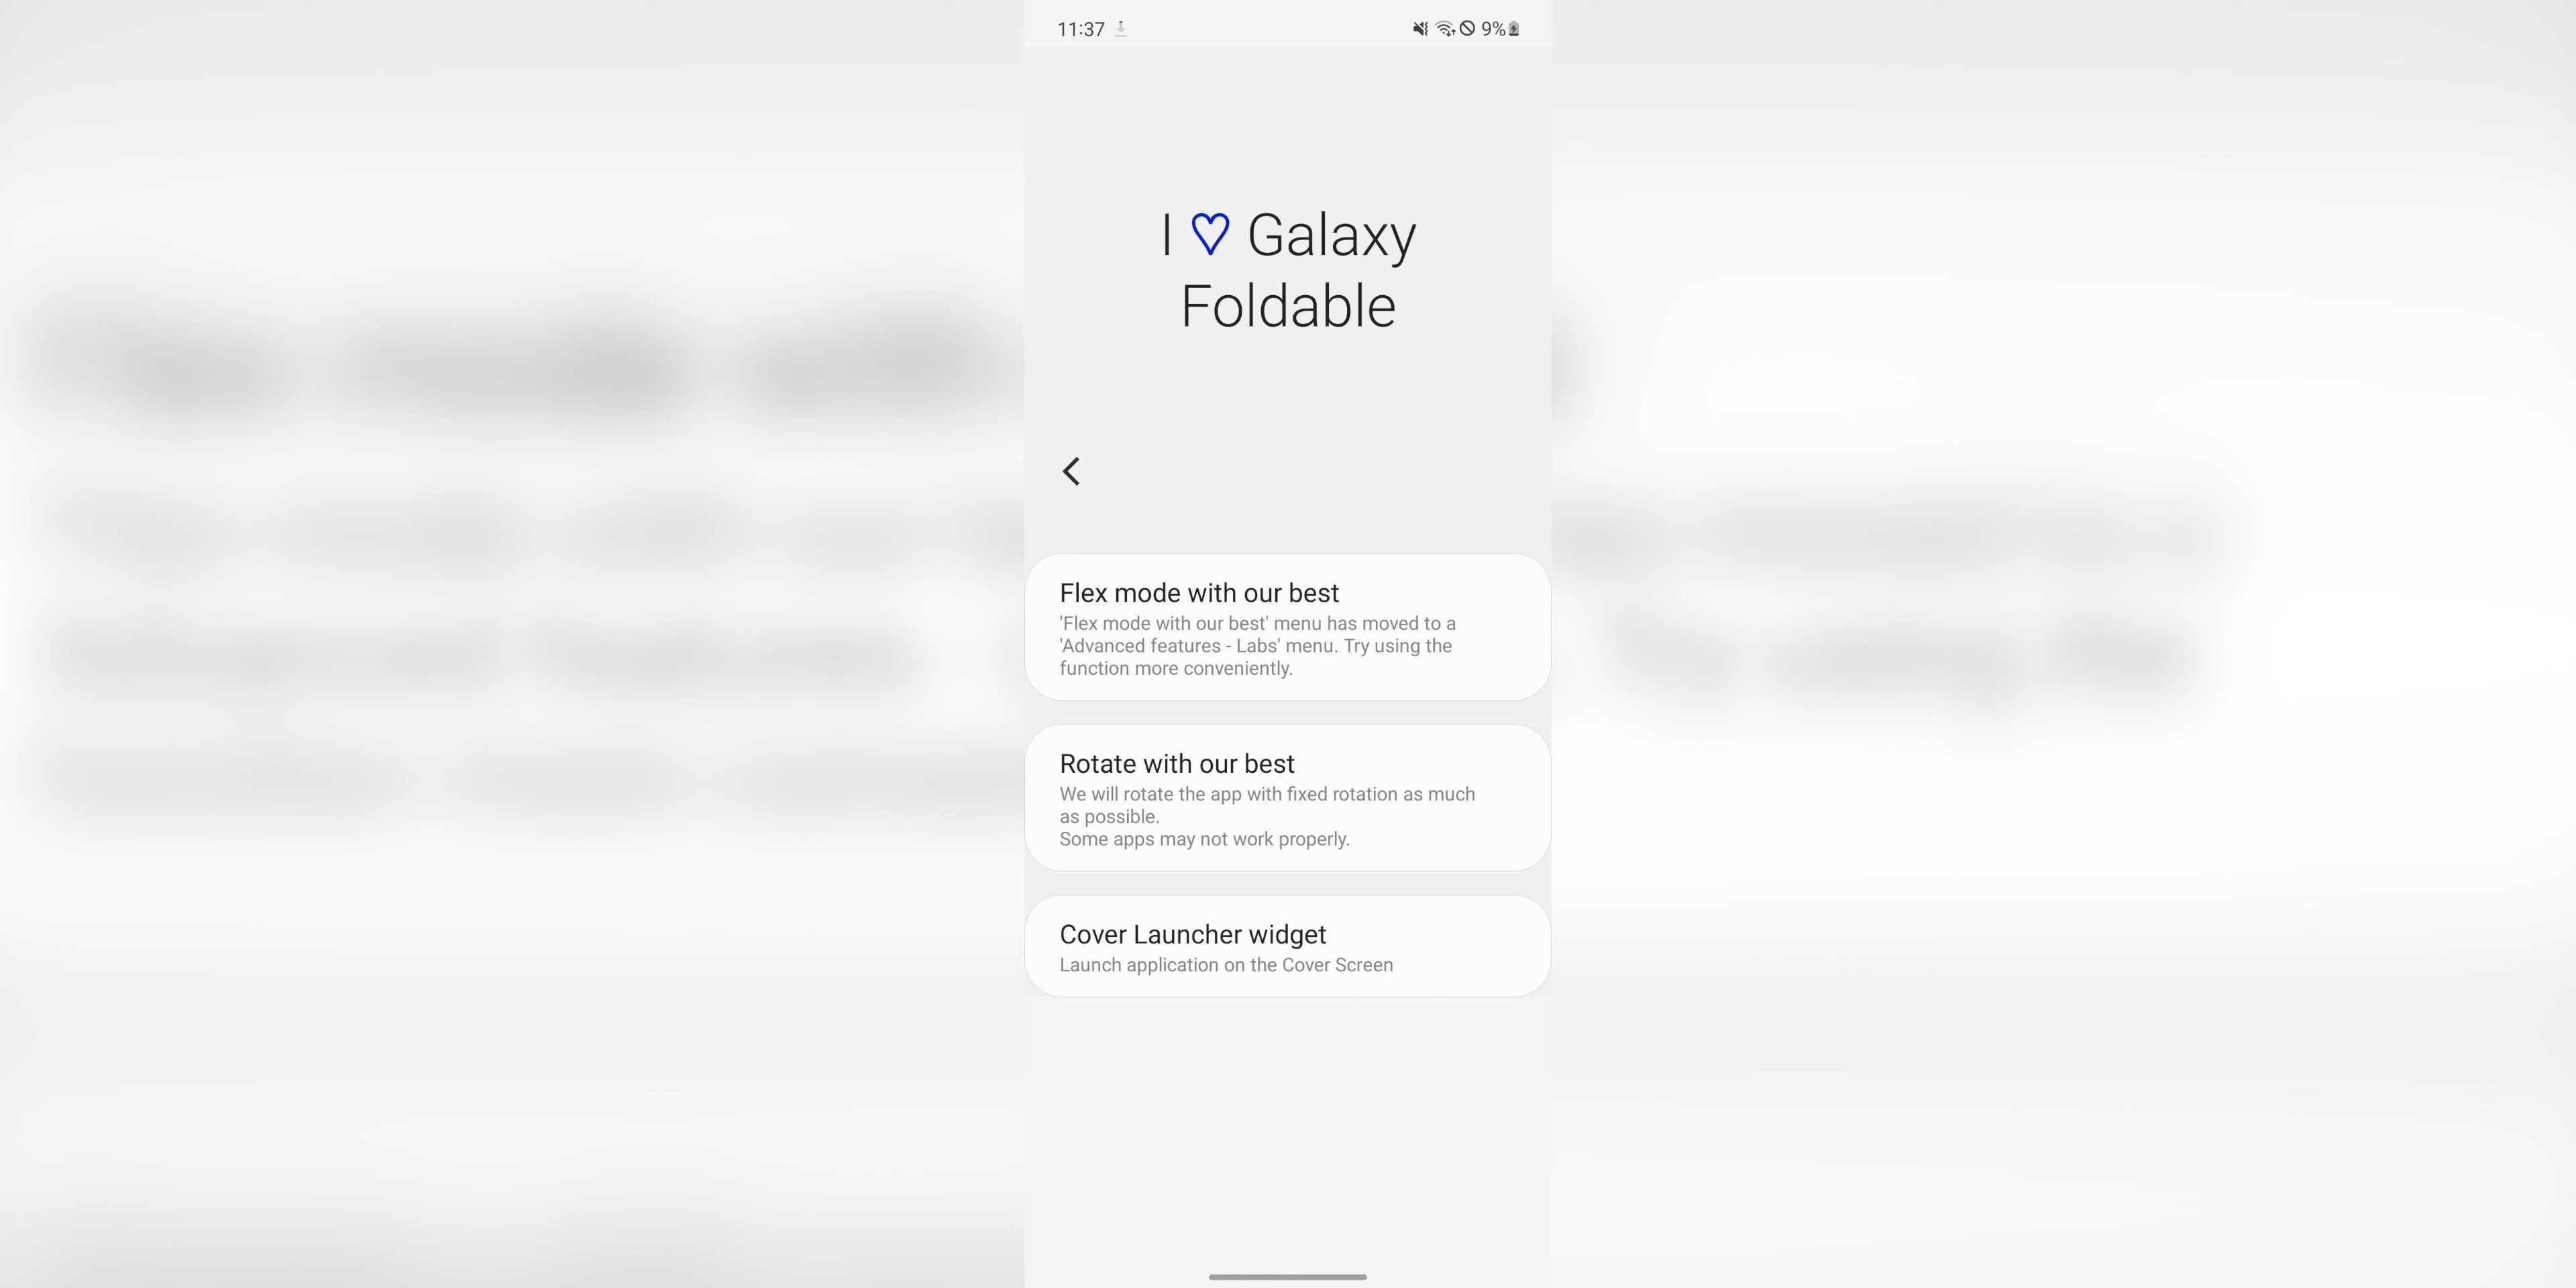 11:37
9%
I ♡ Galaxy
Foldable
Flex mode with our best
'Flex mode with our best' menu has moved to a
'Advanced features - Labs' menu. Try using the
function more conveniently.
Rotate with our best
We will rotate the app with fixed rotation as much
as possible.
Some apps may not work properly.
Cover Launcher widget
Launch application on the Cover Screen